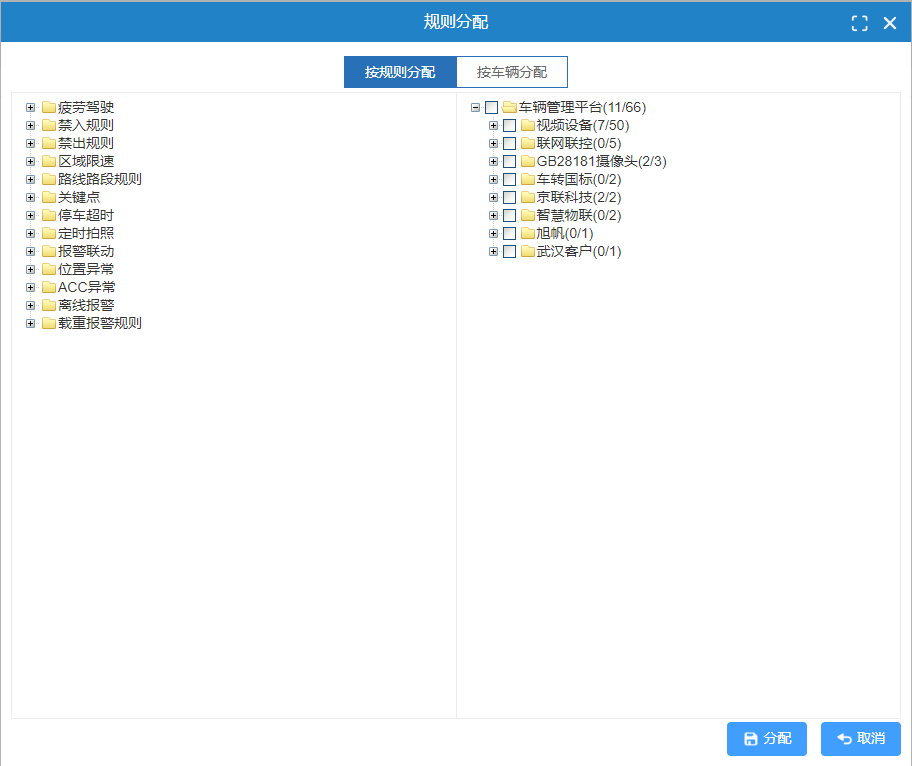 规则分配
按规则分配 按车辆分配
疲劳驾驶
禁入规则
禁出规则
区域限速
路线路段规则
关键点
停车超时
定时拍照
报警联动
位置异常
ACC异常
离线报警
载重报警规则
车辆管理平台(11/66)
视频设备(7/50)
联网联控(0/5)
GB28181摄像头(2/3)
车转国标(0/2)
京联科技(2/2)
智慧物联(0/2)
旭帆(0/1)
武汉客户(0/1)
分配 取消